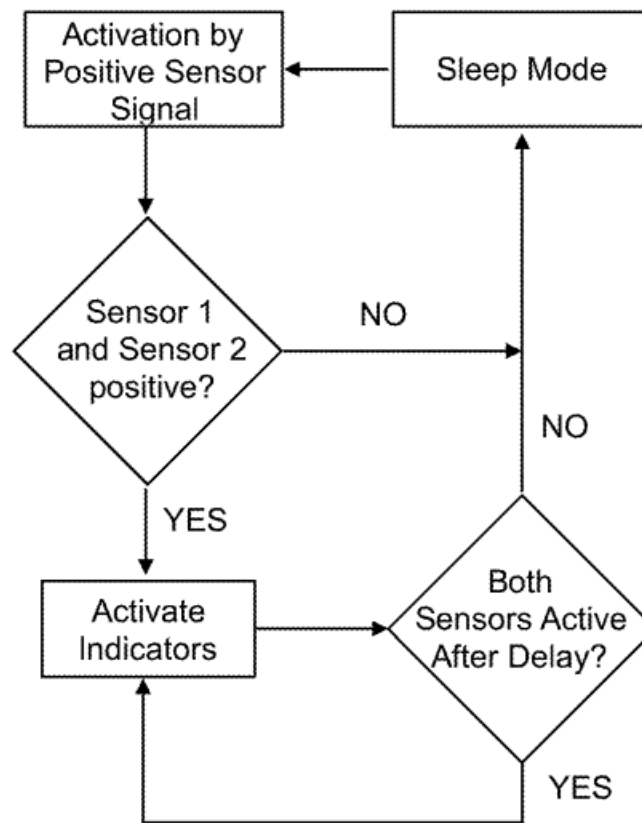 Activation by
Positive Sensor
Signal
Sleep Mode
Sensor 1
and Sensor 2
positive?
NO
NO
YES
Activate
Indicators
Both
Sensors Active
After Delay?
YES